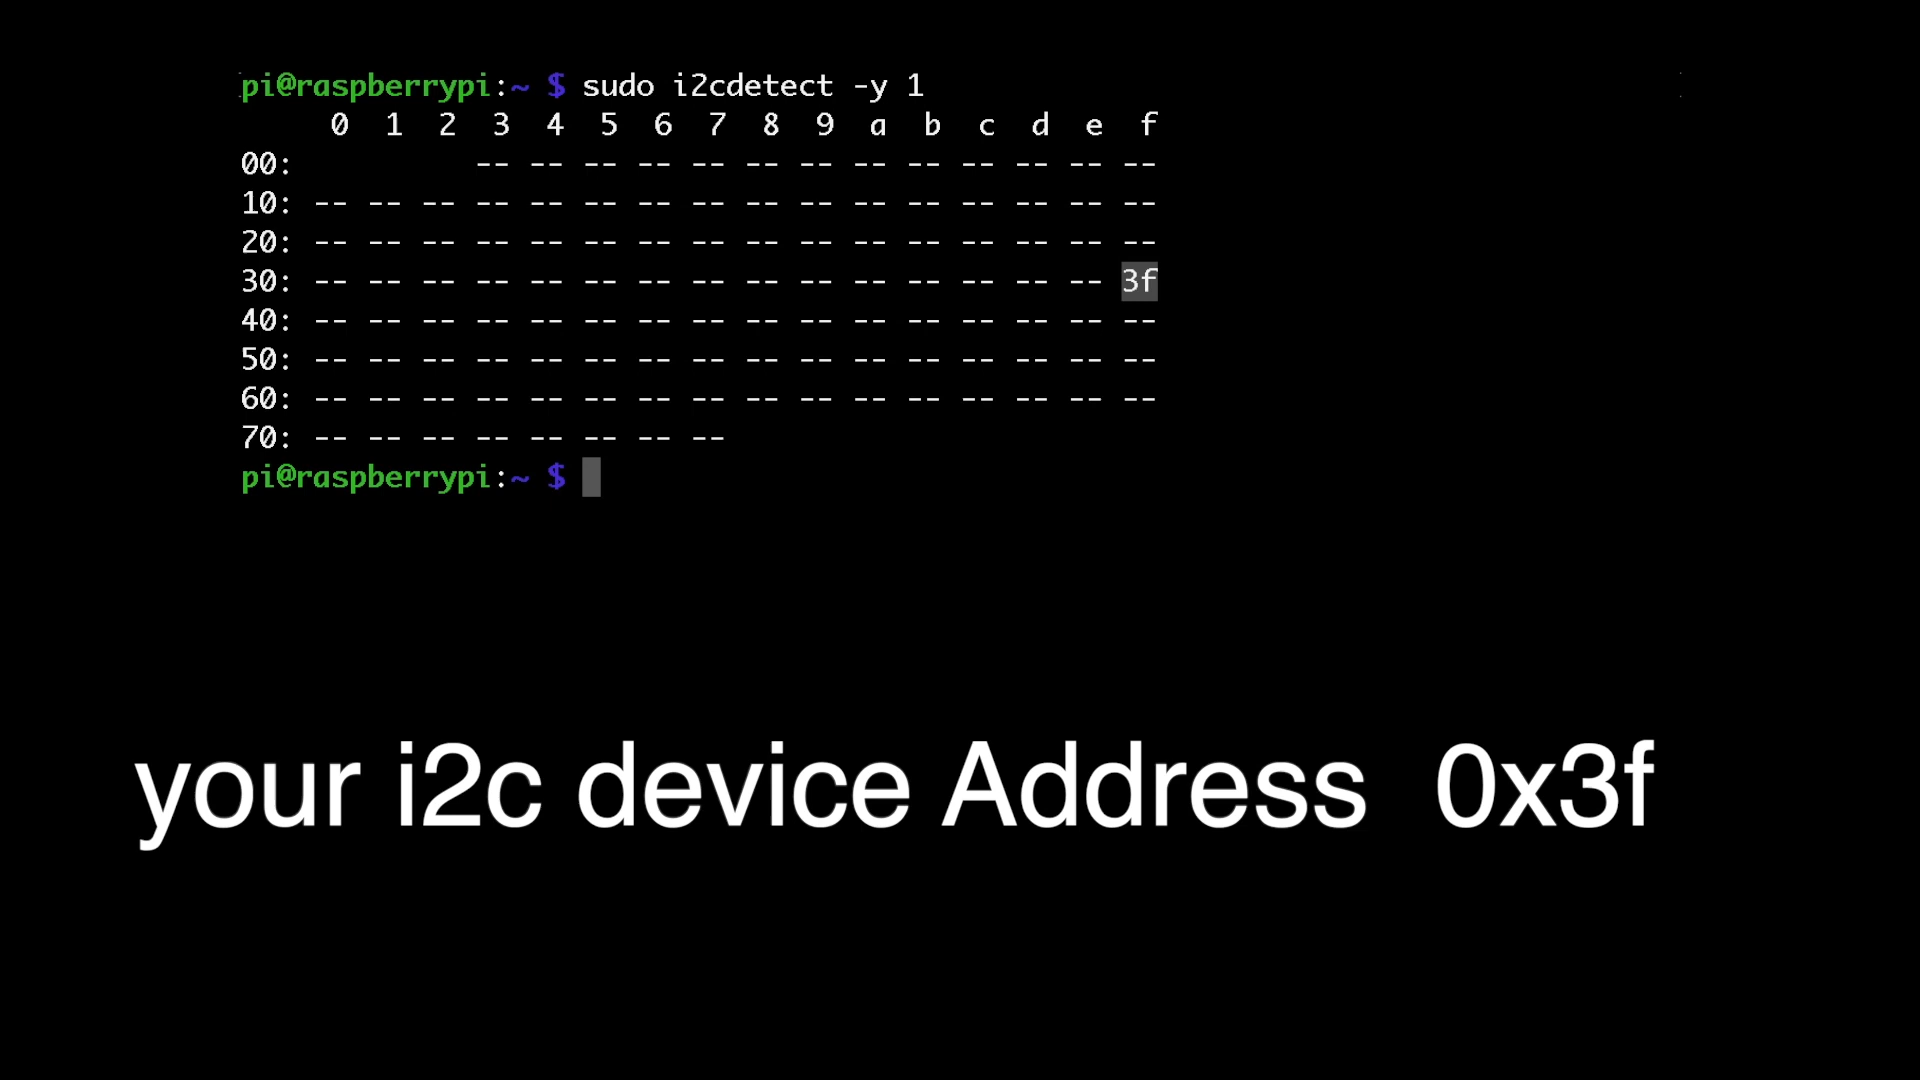 pi@raspberrypi:~ $ sudo i2cdetect -y 1
     0  1  2  3  4  5  6  7  8  9  a  b  c  d  e  f
00:          -- -- -- -- -- -- -- -- -- -- -- -- --
10: -- -- -- -- -- -- -- -- -- -- -- -- -- -- -- --
20: -- -- -- -- -- -- -- -- -- -- -- -- -- -- -- --
30: -- -- -- -- -- -- -- -- -- -- -- -- -- -- -- 3f
40: -- -- -- -- -- -- -- -- -- -- -- -- -- -- -- --
50: -- -- -- -- -- -- -- -- -- -- -- -- -- -- -- --
60: -- -- -- -- -- -- -- -- -- -- -- -- -- -- -- --
70: -- -- -- -- -- -- -- --
pi@raspberrypi:~ $
your i2c device Address  0x3f